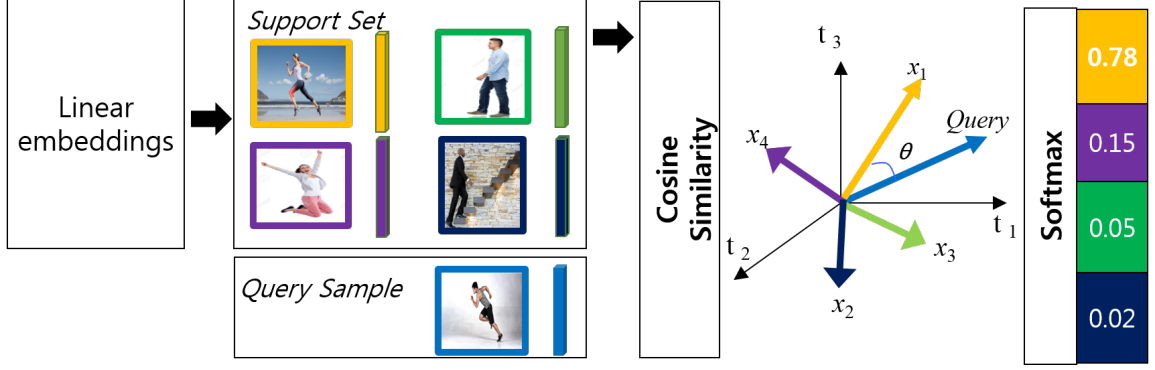 Linear
embeddings
Support Set
Query Sample
Cosine
Similarity
t 3
x1
Query
x4
θ
t 1
t 2
x3
x2
Softmax
0.78
0.15
0.05
0.02